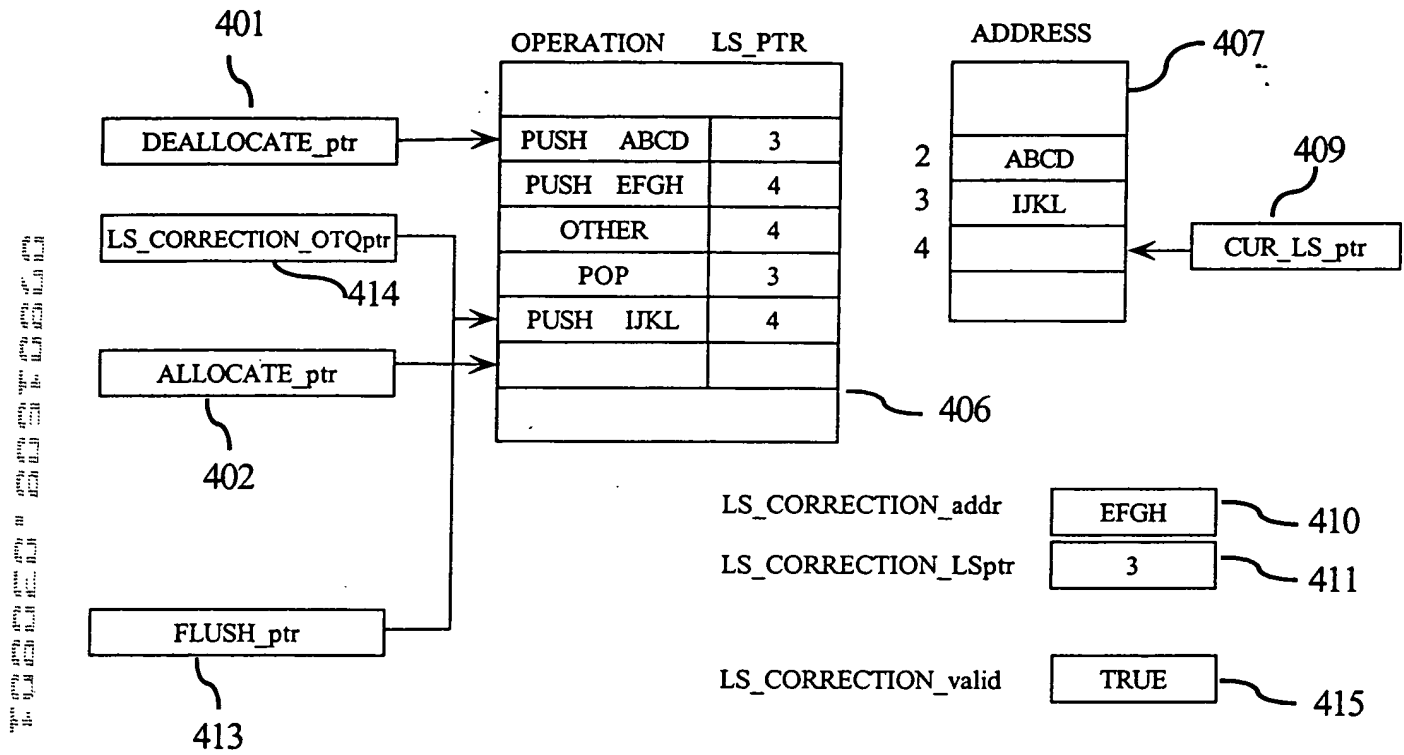 401
OPERATION LS_PTR
ADDRESS
407
DEALLOCATE_ptr
PUSH ABCD 3
PUSH EFGH 4
OTHER 4
POP 3
PUSH IJKL 4
2 ABCD
3 IJKL
4
409
CUR_LS_ptr
LS_CORRECTION_OTQptr
414
ALLOCATE_ptr
402
406
LS_CORRECTION_addr EFGH 410
LS_CORRECTION_LSptr 3 411
FLUSH_ptr
413
LS_CORRECTION_valid TRUE 415